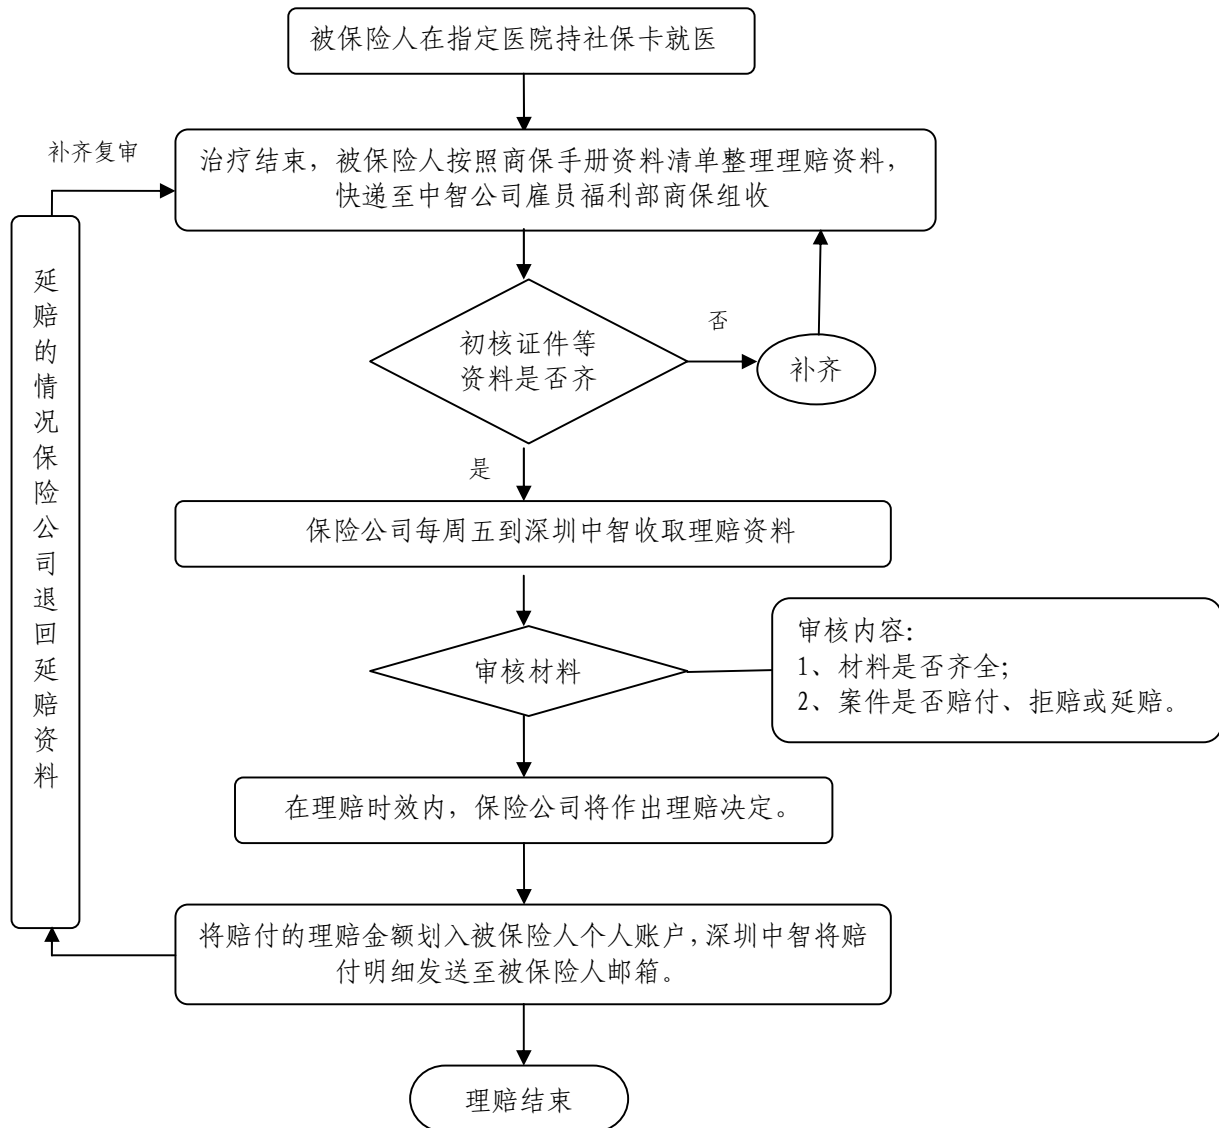 被保险人在指定医院持社保卡就医
补齐复审
治疗结束，被保险人按照商保手册资料清单整理理赔资料，
快递至中智公司雇员福利部商保组收
延赔的情况保险公司退回延赔资料
初核证件等
资料是否齐
否
补齐
是
保险公司每周五到深圳中智收取理赔资料
审核材料
审核内容：
1、材料是否齐全；
2、案件是否赔付、拒赔或延赔。
在理赔时效内，保险公司将作出理赔决定。
将赔付的理赔金额划入被保险人个人账户，深圳中智将赔
付明细发送至被保险人邮箱。
理赔结束